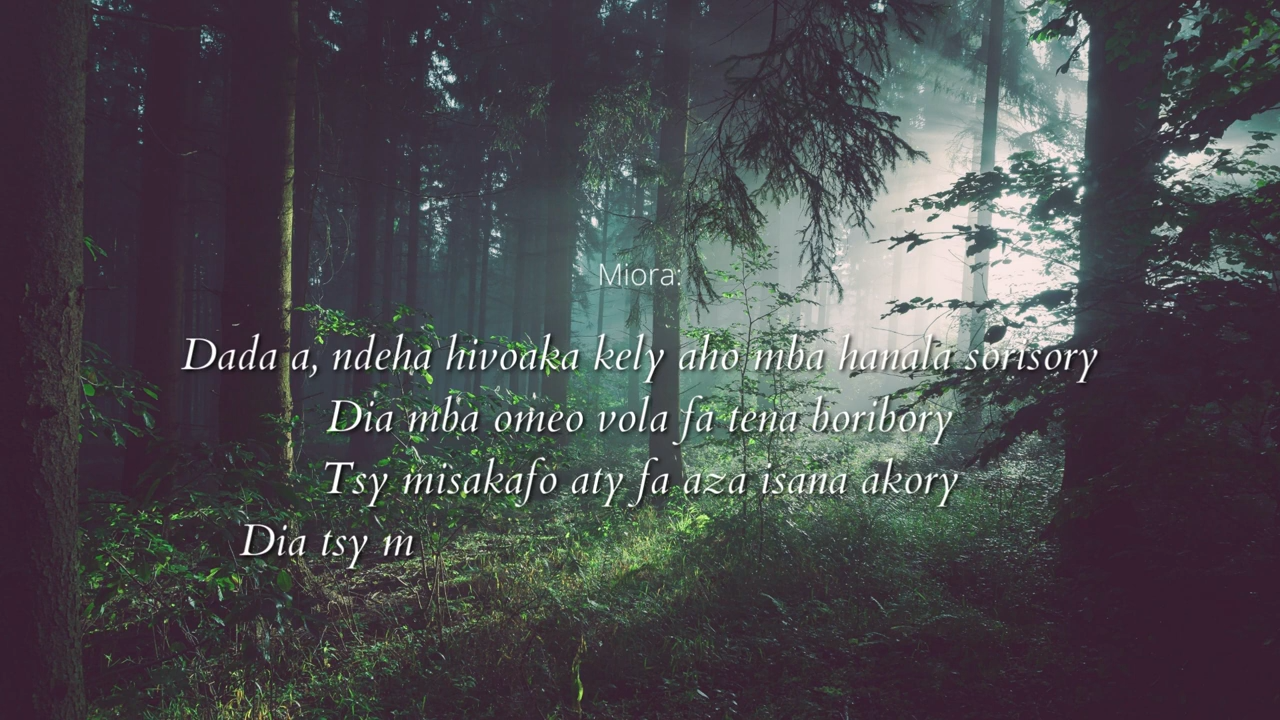 Miora:
Dada a, ndeha hivoaka kely aho mba hanala sorisory
Dia mba omeo vola fa tena boribory
Tsy misakafo aty fa aza isana akory
Dia tsy m